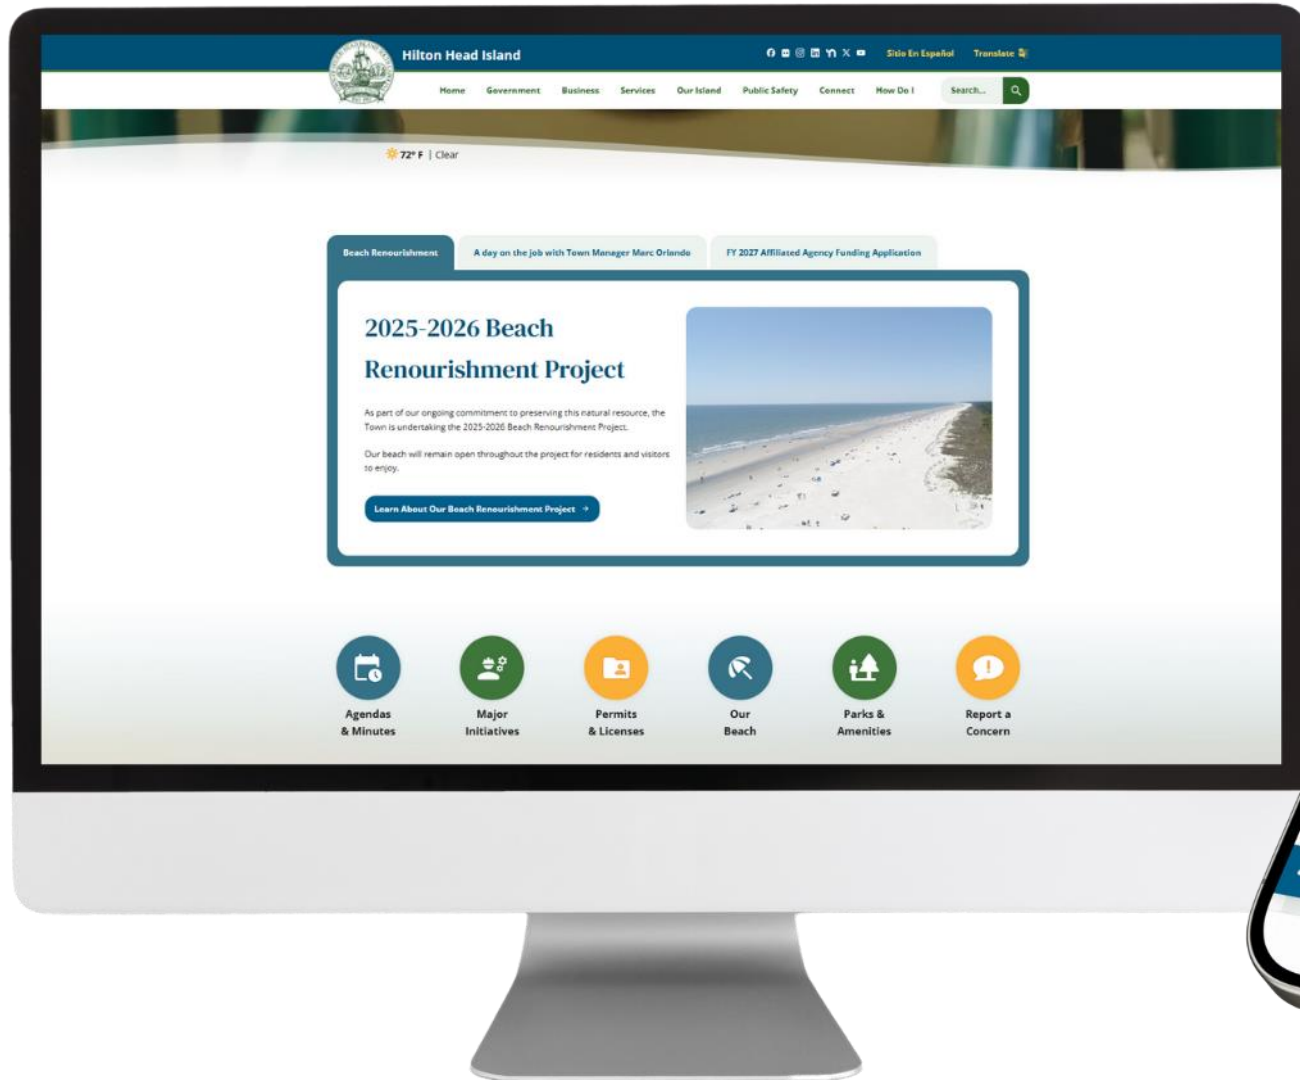 Hilton Head Island
Sitio En Español
Translate
Home Government Business Services Our Island Public Safety Connect How Do I
Search...
72° F | Clear
Beach Renourishment
A day on the job with Town Manager Marc Orlando
FY 2027 Affiliated Agency Funding Application
2025-2026 Beach
Renourishment Project
As part of our ongoing commitment to preserving this natural resource, the
Town is undertaking the 2025-2026 Beach Renourishment Project.
Our beach will remain open throughout the project for residents and visitors
to enjoy.
Learn About Our Beach Renourishment Project →
Agendas
& Minutes
Major
Initiatives
Permits
& Licenses
Our
Beach
Parks &
Amenities
Report a
Concern